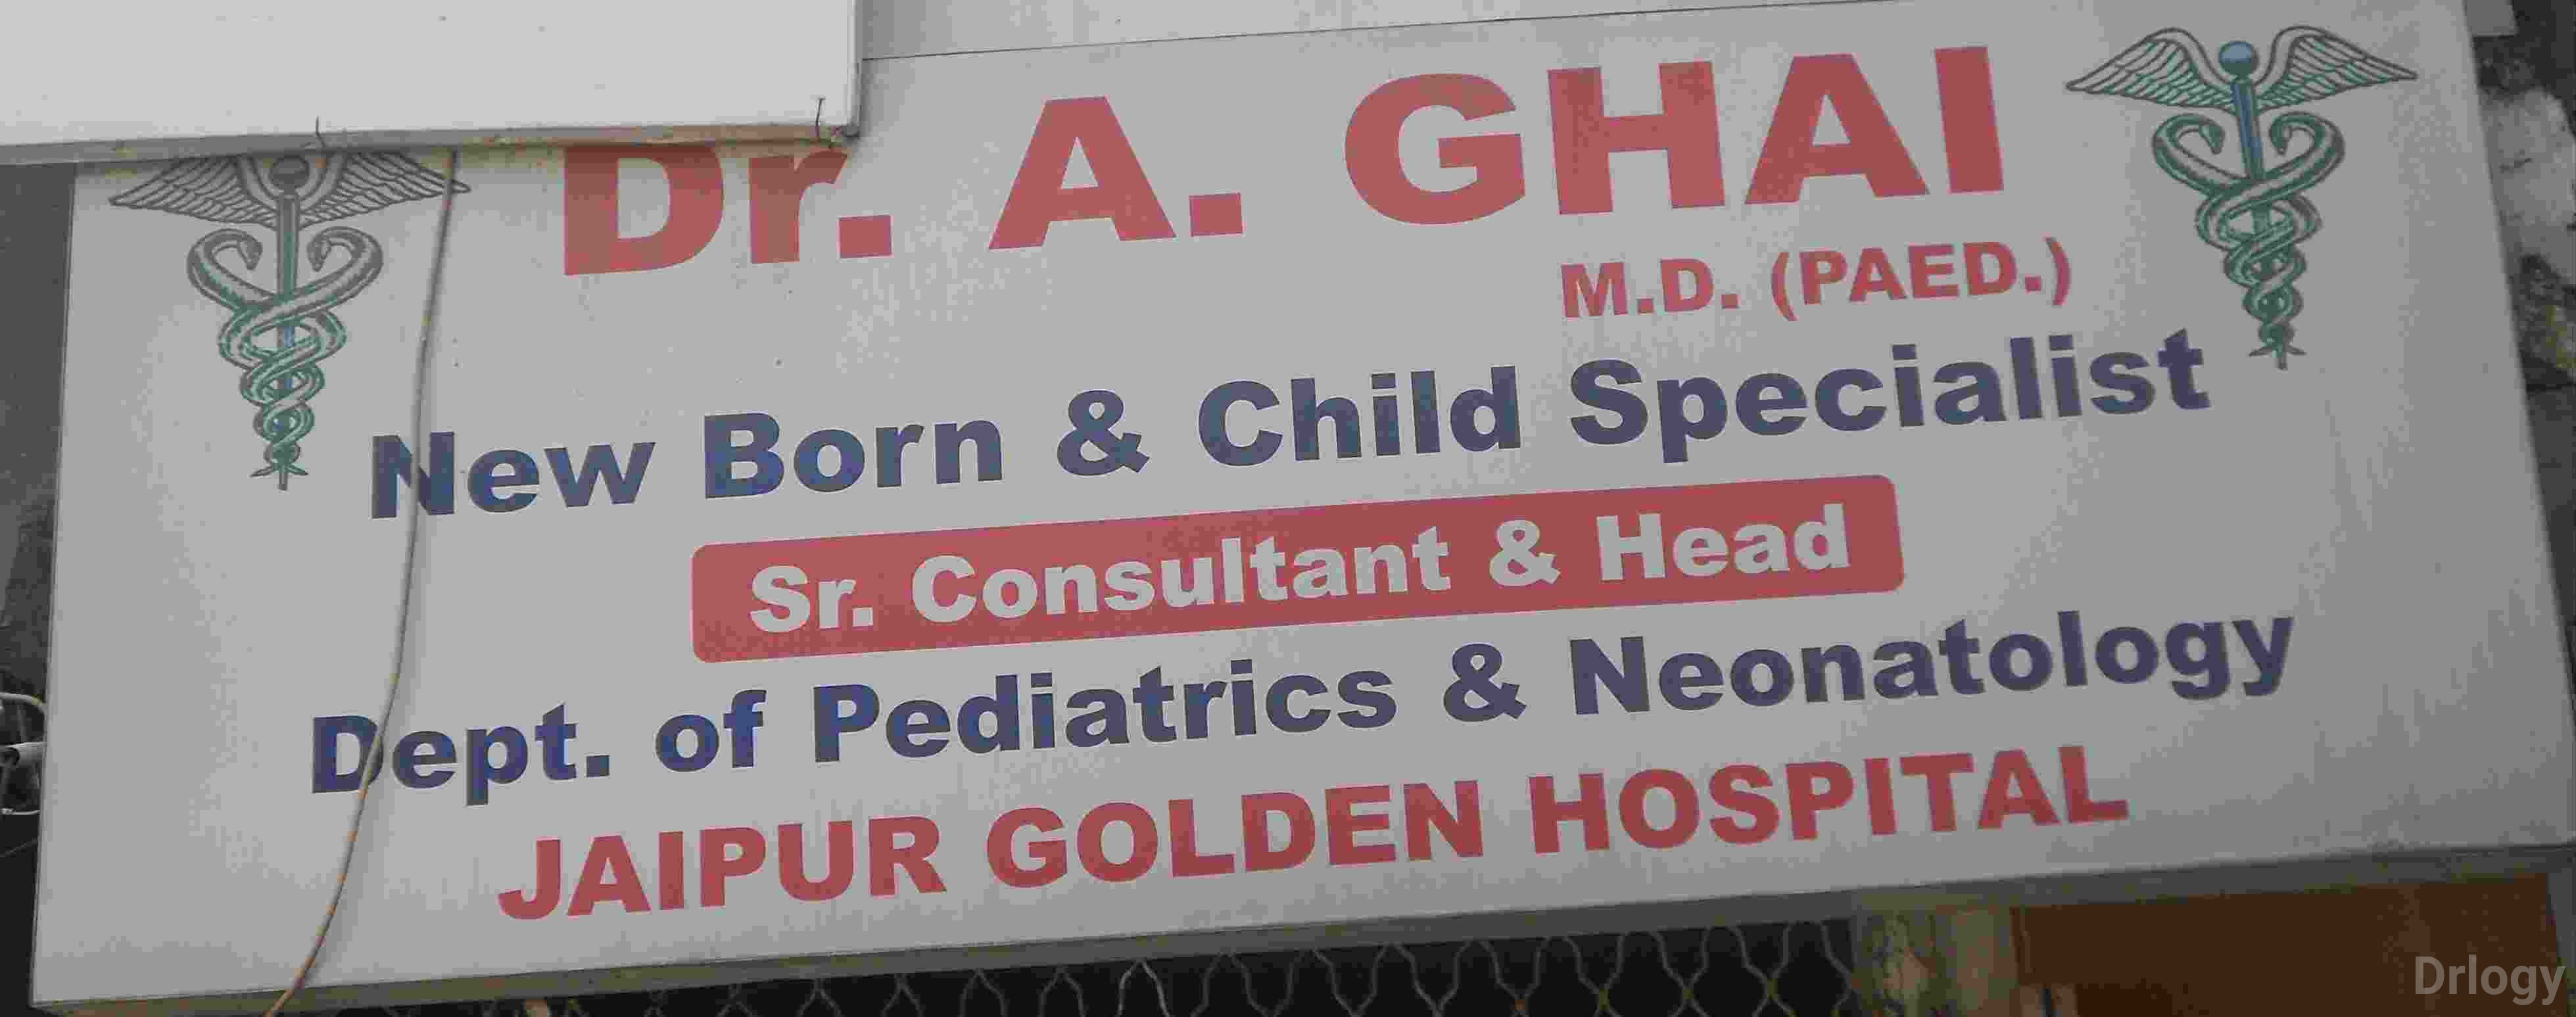 Dr. A. GHAI
M.D. (PAED.)
New Born & Child Specialist
Sr. Consultant & Head
Dept. of Pediatrics & Neonatology
JAIPUR GOLDEN HOSPITAL
Drlogy